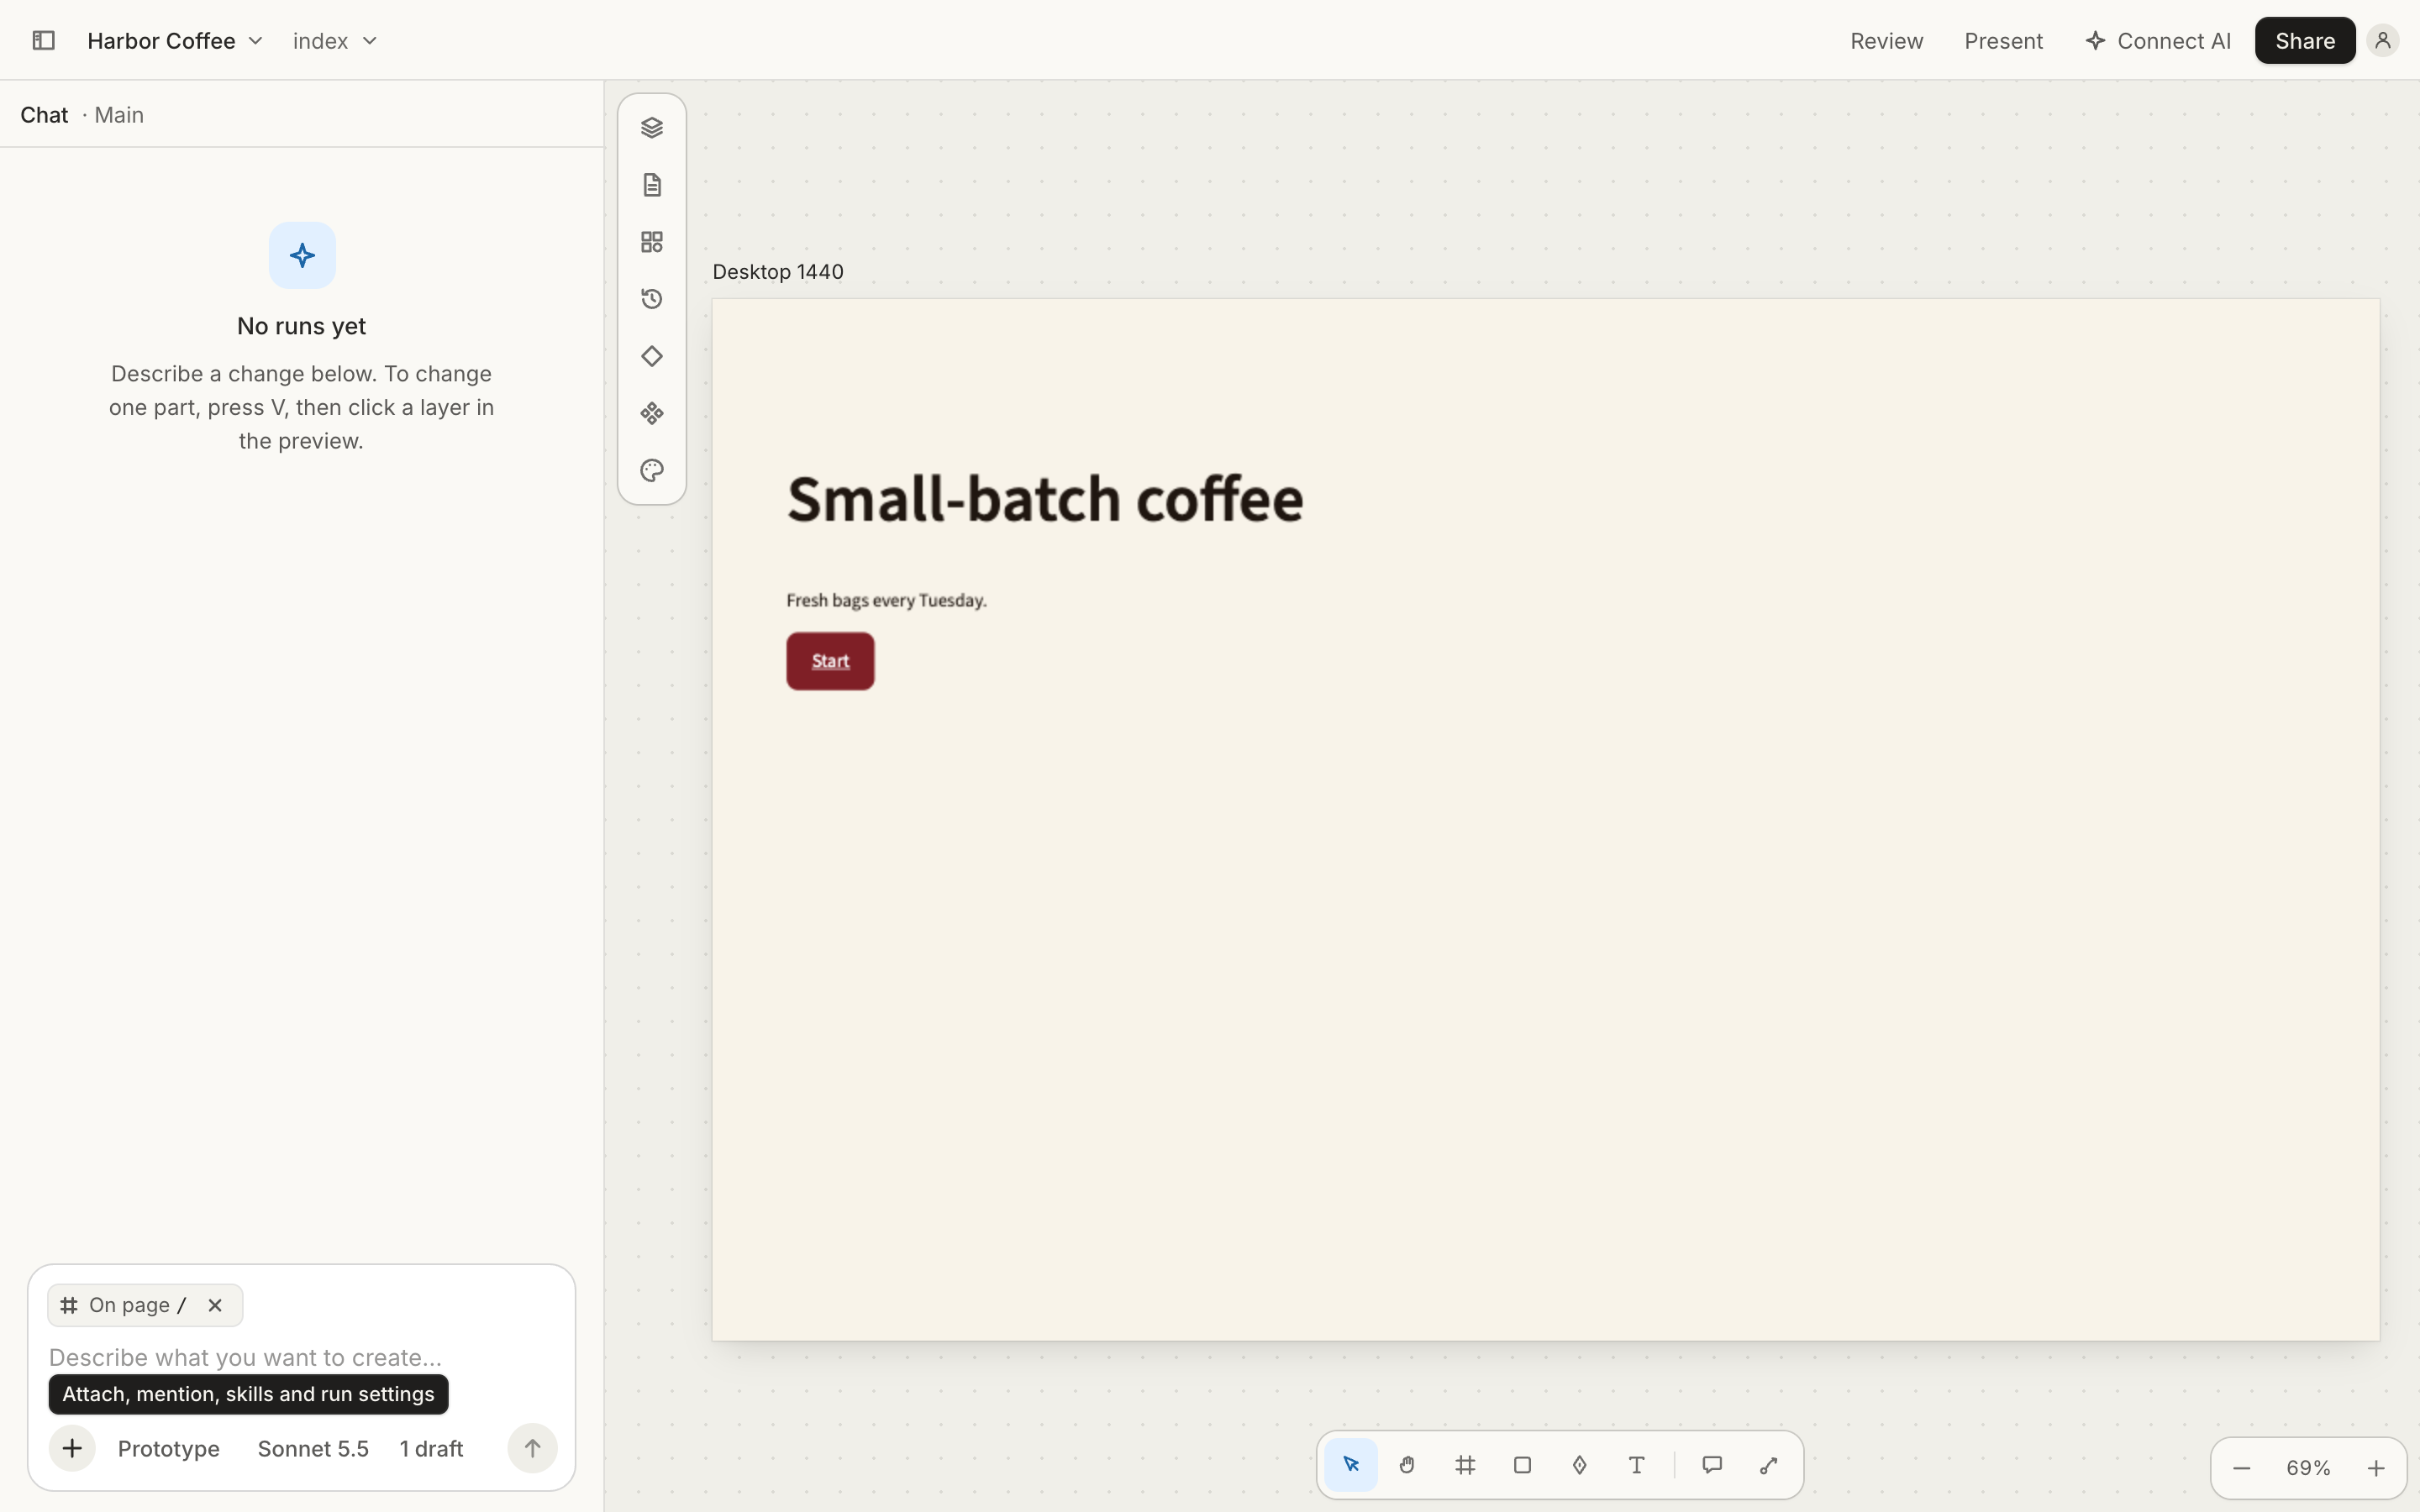 Harbor Coffee
index
Review
Present
Connect AI
Share
Chat · Main
No runs yet
Describe a change below. To change
one part, press V, then click a layer in
the preview.
Desktop 1440
Small-batch coffee
Fresh bags every Tuesday.
Start
On page /
Describe what you want to create...
Attach, mention, skills and run settings
Prototype
Sonnet 5.5
1 draft
69%